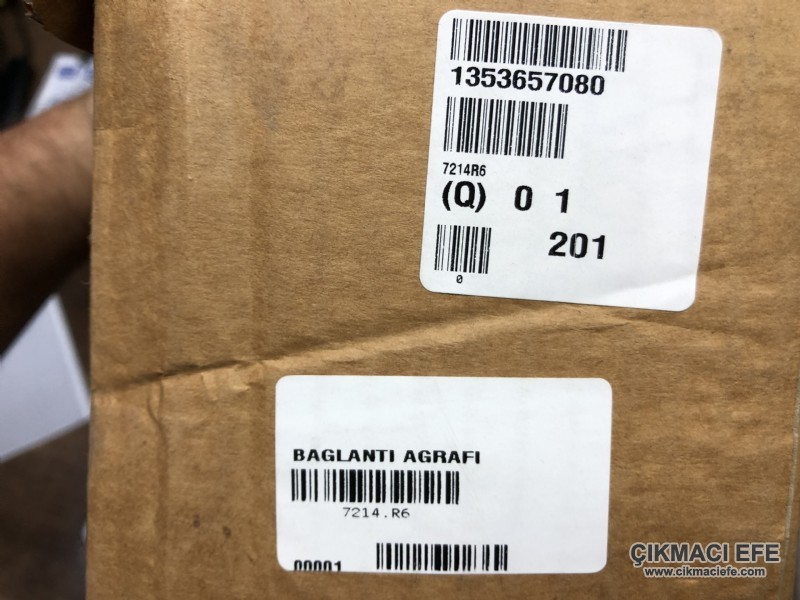 1353657080
7214R6
(Q) 0 1
201
0
BAGLANTI AGRAFI
7214.R6
00001
ÇIKMACI EFE
www.cikmaciefe.com